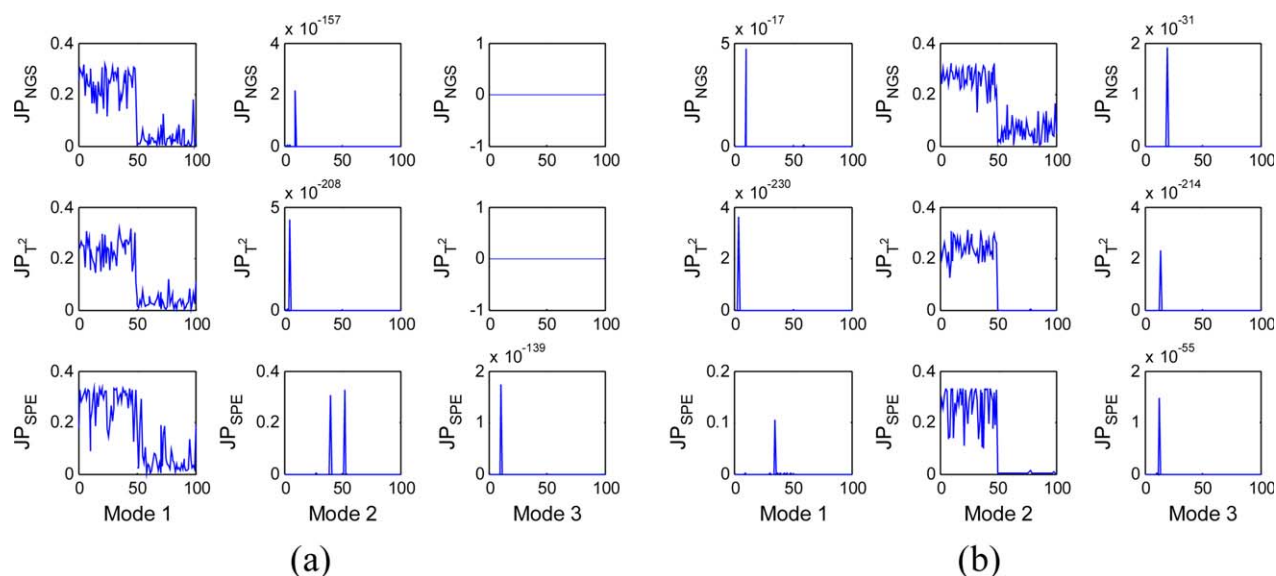 x 10^-157
x 10^-17
x 10^-31
0.4
0.2
0
JP_NGS
0 50 100
4
2
0
JP_NGS
0 50 100
1
0
-1
JP_NGS
0 50 100
5
0
JP_NGS
0 50 100
0.4
0.2
0
JP_NGS
0 50 100
2
1
0
JP_NGS
0 50 100
x 10^-208
x 10^-230
x 10^-214
0.4
0.2
0
JP_T^2
0 50 100
5
0
JP_T^2
0 50 100
1
0
-1
JP_T^2
0 50 100
4
2
0
JP_T^2
0 50 100
0.4
0.2
0
JP_T^2
0 50 100
4
2
0
JP_T^2
0 50 100
x 10^-139
x 10^-55
0.4
0.2
0
JP_SPE
0 50 100
0.4
0.2
0
JP_SPE
0 50 100
2
1
0
JP_SPE
0 50 100
0.2
0.1
0
JP_SPE
0 50 100
0.4
0.2
0
JP_SPE
0 50 100
2
1
0
JP_SPE
0 50 100
Mode 1 Mode 2 Mode 3 Mode 1 Mode 2 Mode 3
(a) (b)